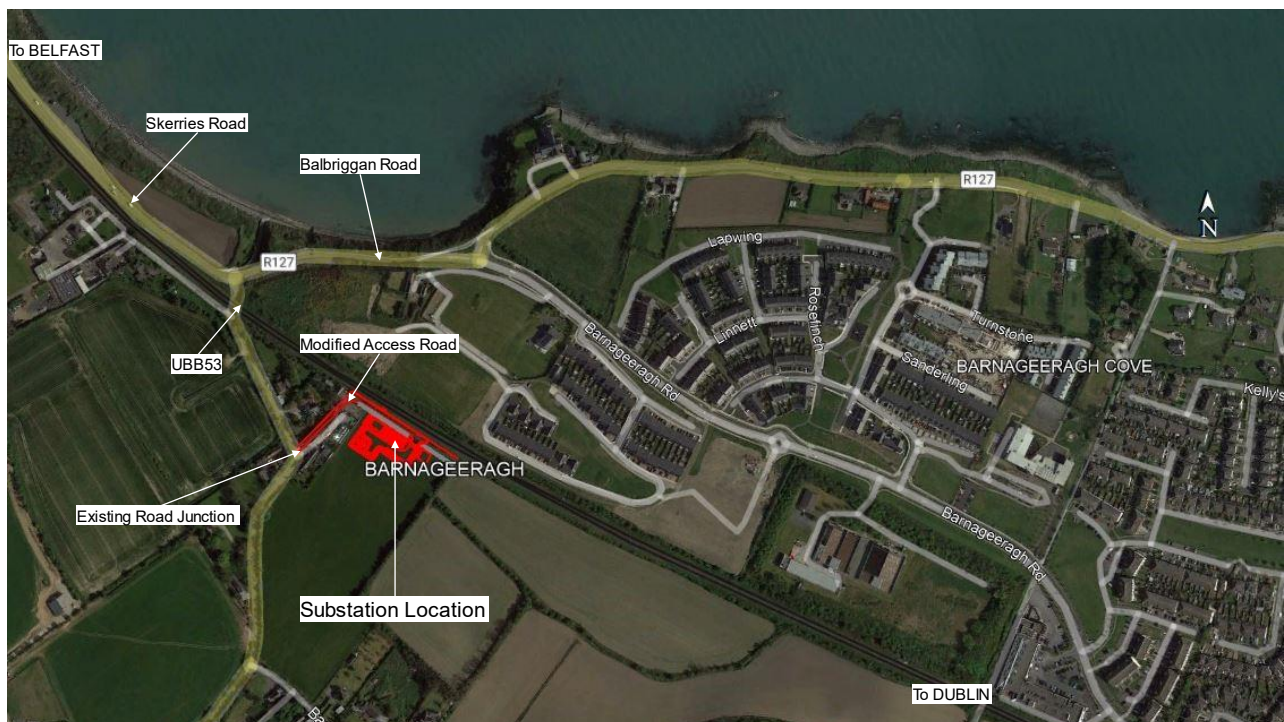 To BELFAST
Skerries Road
Balbriggan Road
R127
R127
N
Lapwing
Modified Access Road
UBB53
Barnageeragh Rd
Linnett
Rosefinch
Turnstone
Sanderling
BARNAGEERAGH COVE
Kelly's
BARNAGEERAGH
Existing Road Junction
Barnageeragh Rd
Substation Location
To DUBLIN